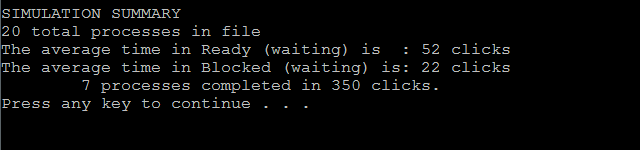 SIMULATION SUMMARY
20 total processes in file
The average time in Ready (waiting) is  : 52 clicks
The average time in Blocked (waiting) is: 22 clicks
        7 processes completed in 350 clicks.
Press any key to continue . . .